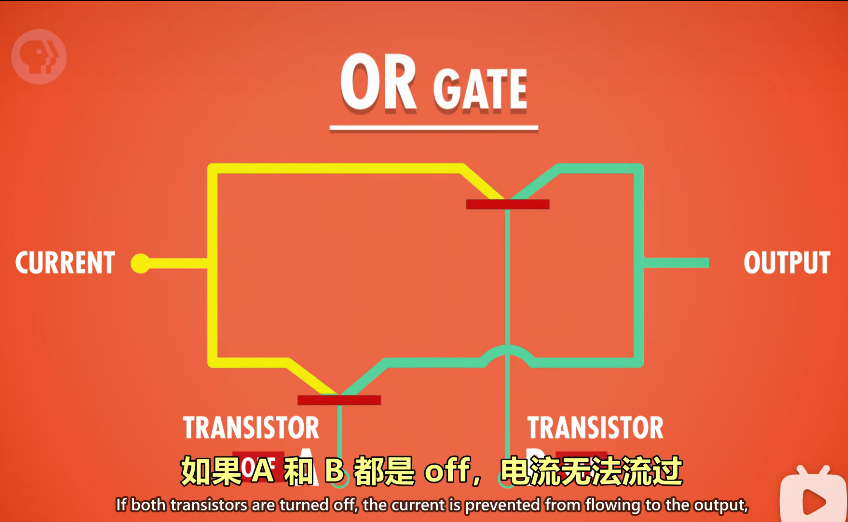 OR GATE
CURRENT
OUTPUT
TRANSISTOR
TRANSISTOR
A
B
如果 A 和 B 都是 off，电流无法流过
If both transistors are turned off, the current is prevented from flowing to the output,